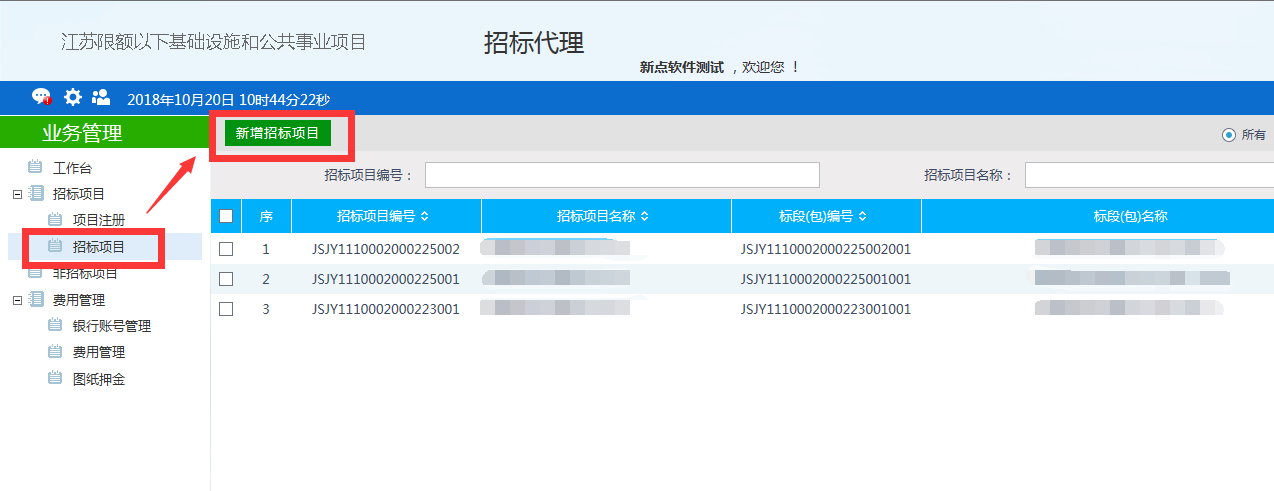 江苏限额以下基础设施和公共事业项目
招标代理
新点软件测试 ，欢迎您 ！
2018年10月20日 10时44分22秒
业务管理
新增招标项目
所有
工作台
招标项目
项目注册
招标项目
非招标项目
费用管理
银行账号管理
费用管理
图纸押金
招标项目编号：
招标项目名称：
序 招标项目编号 招标项目名称 标段(包)编号 标段(包)名称
1 JSJY1110002000225002 JSJY1110002000225002001
2 JSJY1110002000225001 JSJY1110002000225001001
3 JSJY1110002000223001 JSJY1110002000223001001